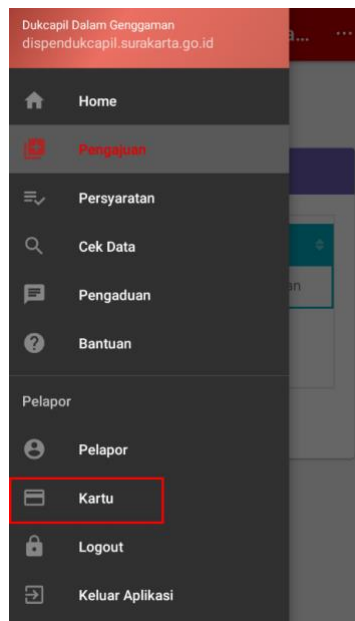 Dukcapil Dalam Genggaman
dispendukcapil.surakarta.go.id
a...
Home
Pengajuan
Persyaratan
Cek Data
Pengaduan
an
Bantuan
Pelapor
Pelapor
Kartu
Logout
Keluar Aplikasi